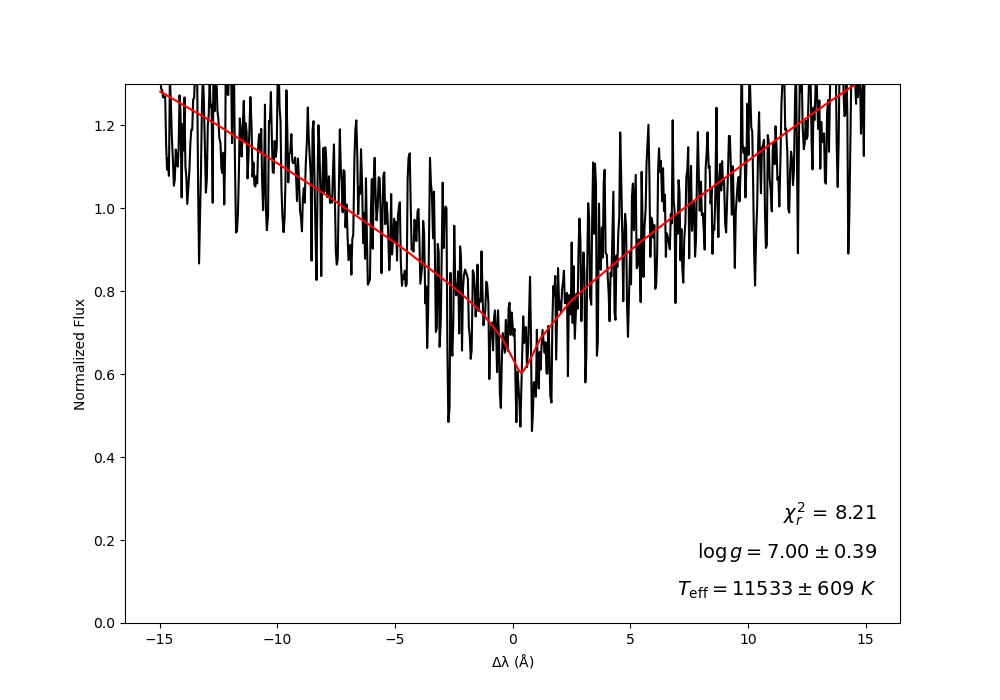 1.2
1.0
0.8
0.6
0.4
0.2
0.0
Normalized Flux
χ²ᵣ = 8.21
log g = 7.00 ± 0.39
T_eff = 11533 ± 609 K
−15 −10 −5 0 5 10 15
Δλ (Å)